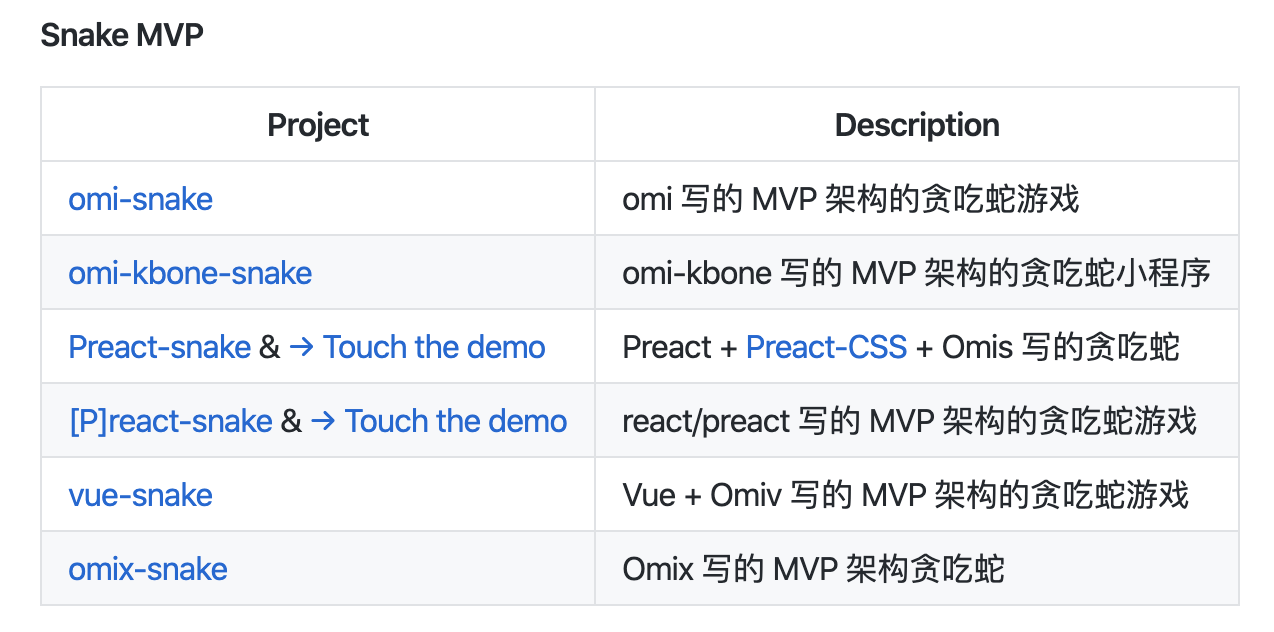 Snake MVP
Project Description
omi-snake omi 写的 MVP 架构的贪吃蛇游戏
omi-kbone-snake omi-kbone 写的 MVP 架构的贪吃蛇小程序
Preact-snake & → Touch the demo Preact + Preact-CSS + Omis 写的贪吃蛇
[P]react-snake & → Touch the demo react/preact 写的 MVP 架构的贪吃蛇游戏
vue-snake Vue + Omiv 写的 MVP 架构的贪吃蛇游戏
omix-snake Omix 写的 MVP 架构贪吃蛇